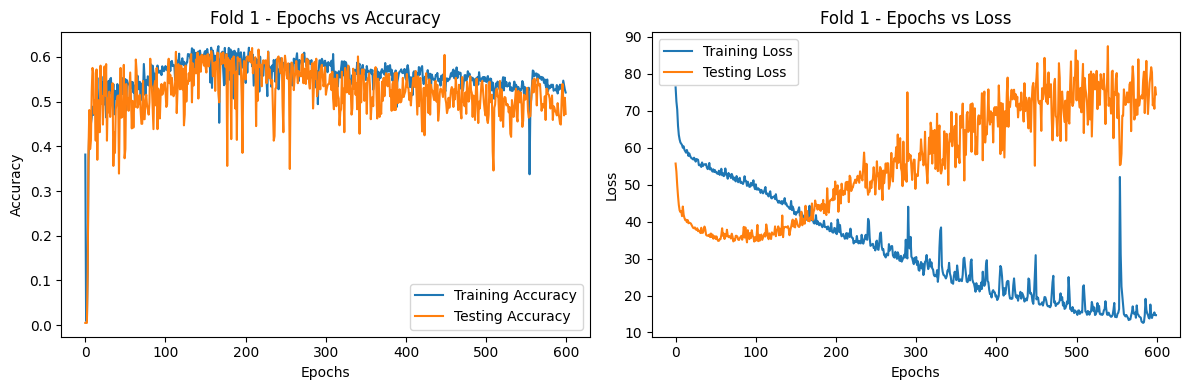 Fold 1 - Epochs vs Accuracy
0.6
0.5
0.4
0.3
0.2
0.1
0.0
Accuracy
Training Accuracy
Testing Accuracy
0 100 200 300 400 500 600
Epochs
Fold 1 - Epochs vs Loss
90
80
70
60
50
40
30
20
10
Loss
Training Loss
Testing Loss
0 100 200 300 400 500 600
Epochs